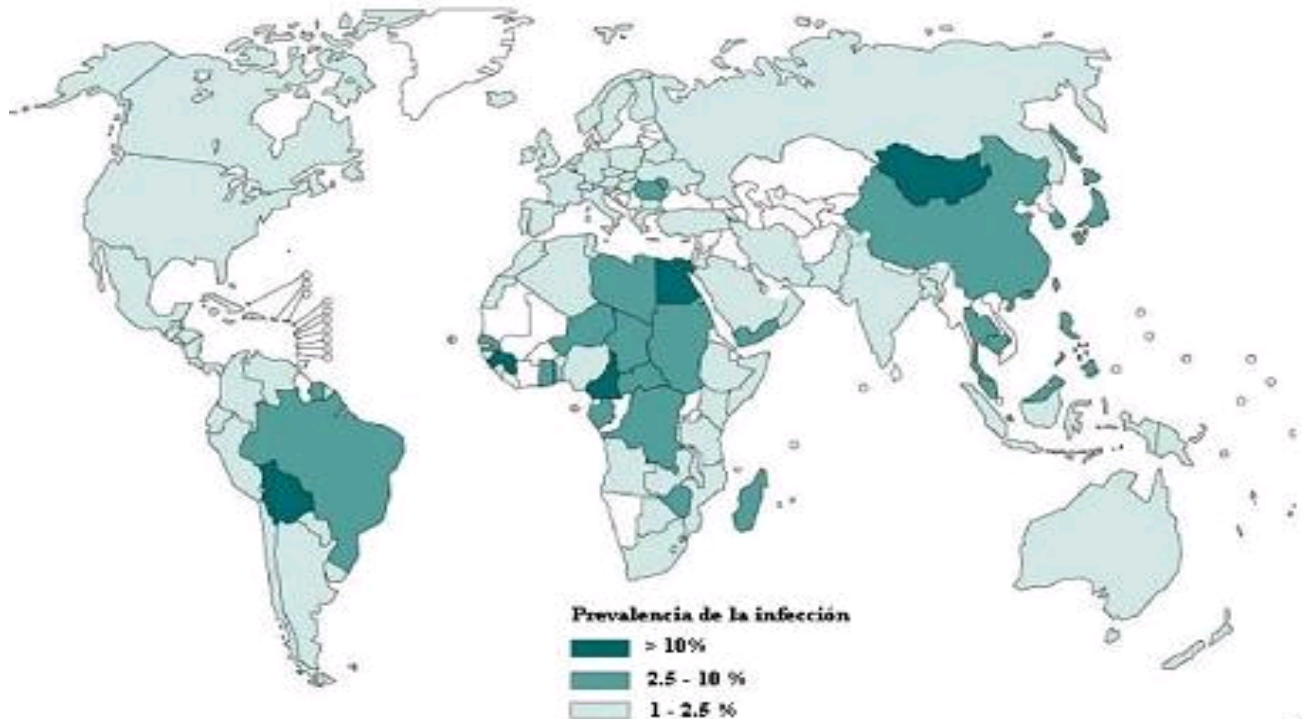 Prevalencia de la infección
> 10%
2.5 - 10 %
1 - 2.5 %